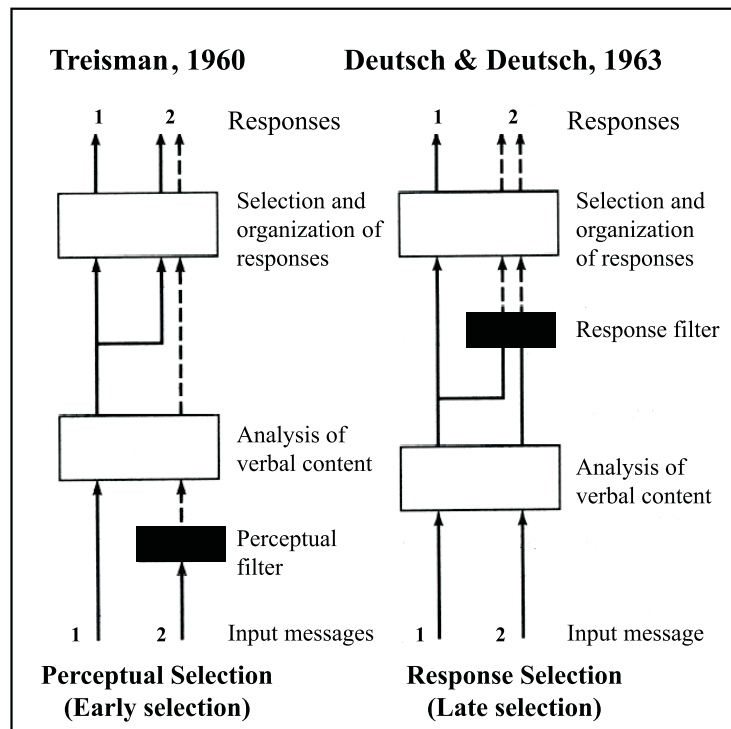 Treisman, 1960
1
2
Responses
Selection and
organization of
responses
Analysis of
verbal content
Perceptual
filter
1
2
Input messages
Perceptual Selection
(Early selection)
Deutsch & Deutsch, 1963
1
2
Responses
Selection and
organization
of responses
Response filter
Analysis of
verbal content
1
2
Input message
Response Selection
(Late selection)